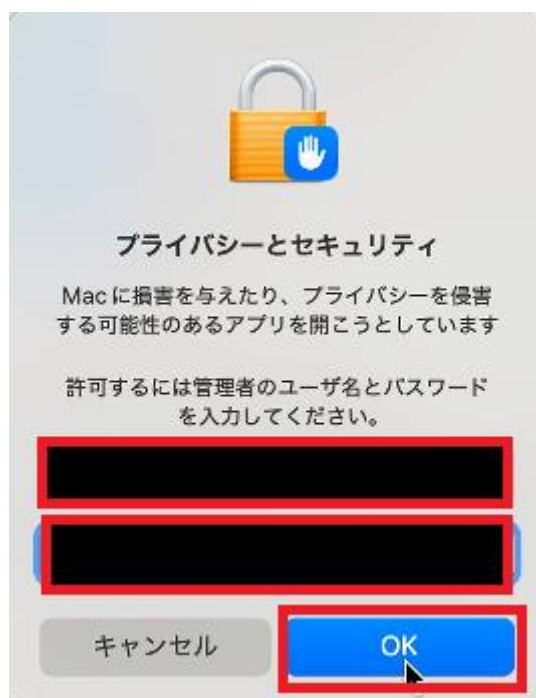 プライバシーとセキュリティ
Macに損害を与えたり、プライバシーを侵害
する可能性のあるアプリを開こうとしています
許可するには管理者のユーザ名とパスワード
を入力してください。
キャンセル
OK